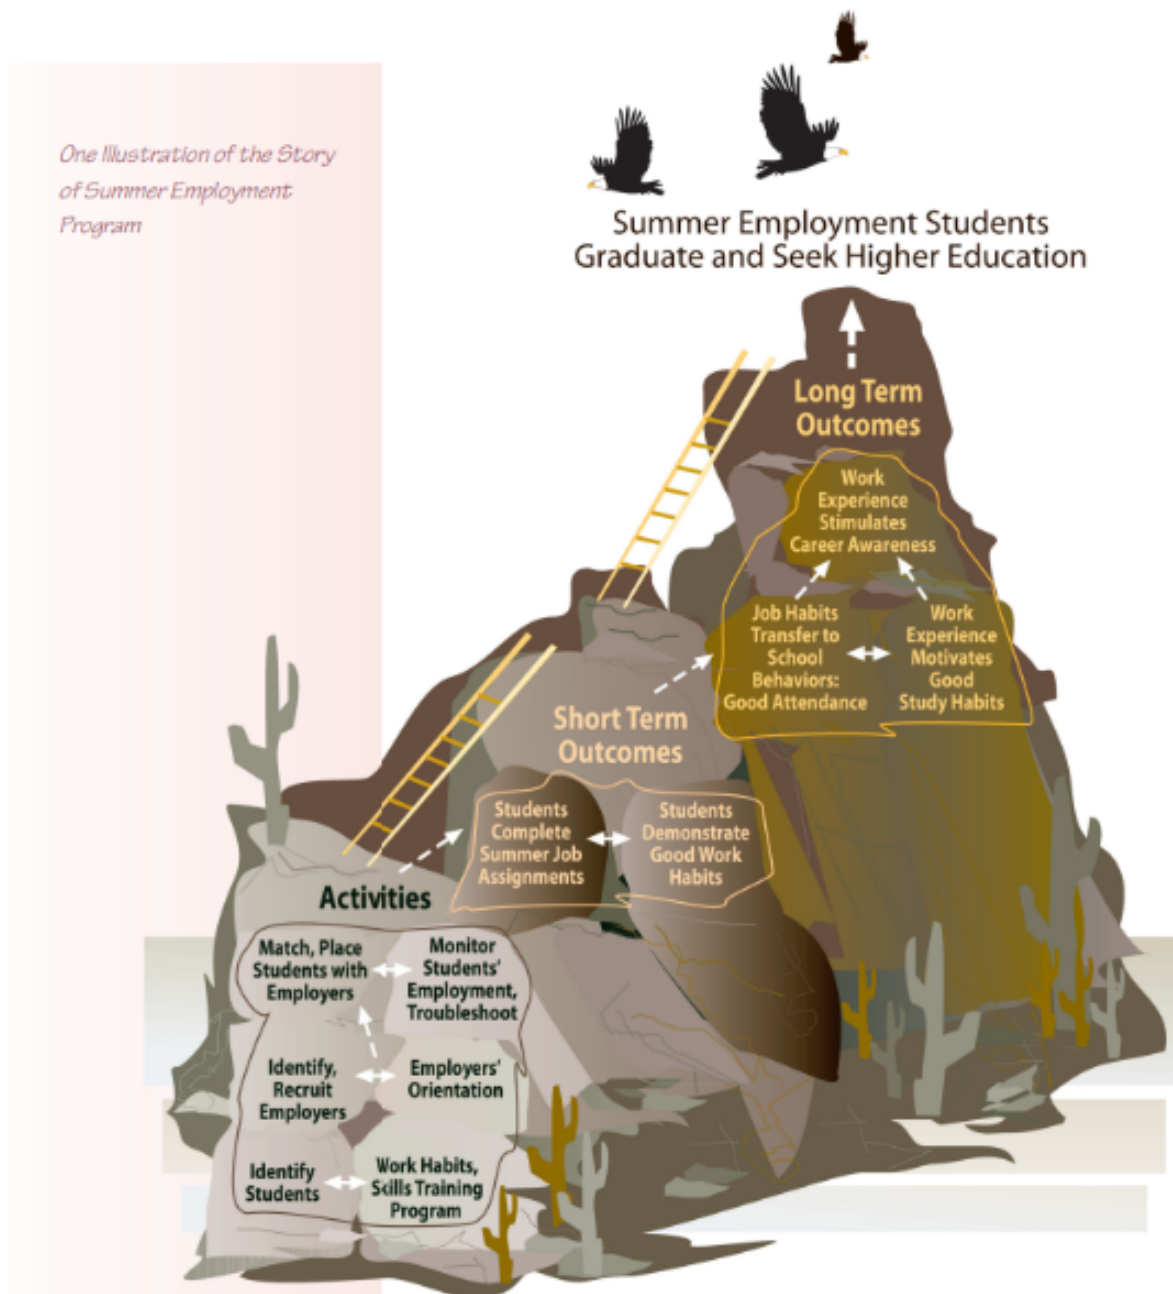 One Illustration of the Story
of Summer Employment
Program
Summer Employment Students
Graduate and Seek Higher Education
Long Term
Outcomes
Work
Experience
Stimulates
Career Awareness
Job Habits
Transfer to
School
Behaviors:
Good Attendance
Work
Experience
Motivates
Good
Study Habits
Short Term
Outcomes
Students
Complete
Summer Job
Assignments
Students
Demonstrate
Good Work
Habits
Activities
Match, Place
Students with
Employers
Monitor
Students'
Employment,
Troubleshoot
Identify,
Recruit
Employers
Employers'
Orientation
Identify
Students
Work Habits,
Skills Training
Program